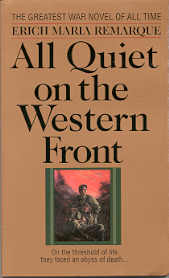 THE GREATEST WAR NOVEL OF ALL TIME
ERICH MARIA REMARQUE
All Quiet
on the
Western
Front
On the threshold of life,
they faced an abyss of death...